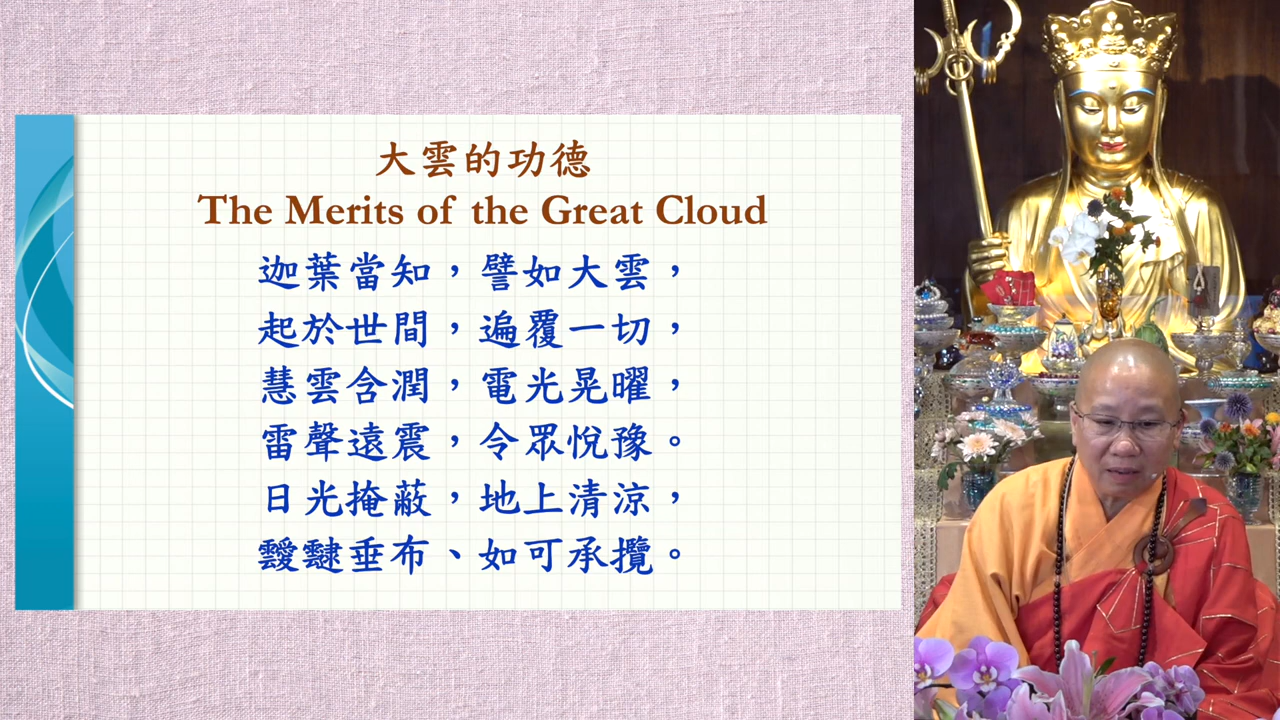 大雲的功德
The Merits of the Great Cloud
迦葉當知，譬如大雲，
起於世間，遍覆一切，
慧雲含潤，電光晃曜，
雷聲遠震，令眾悅豫。
日光掩蔽，地上清涼，
靉靆垂布、如可承攬。